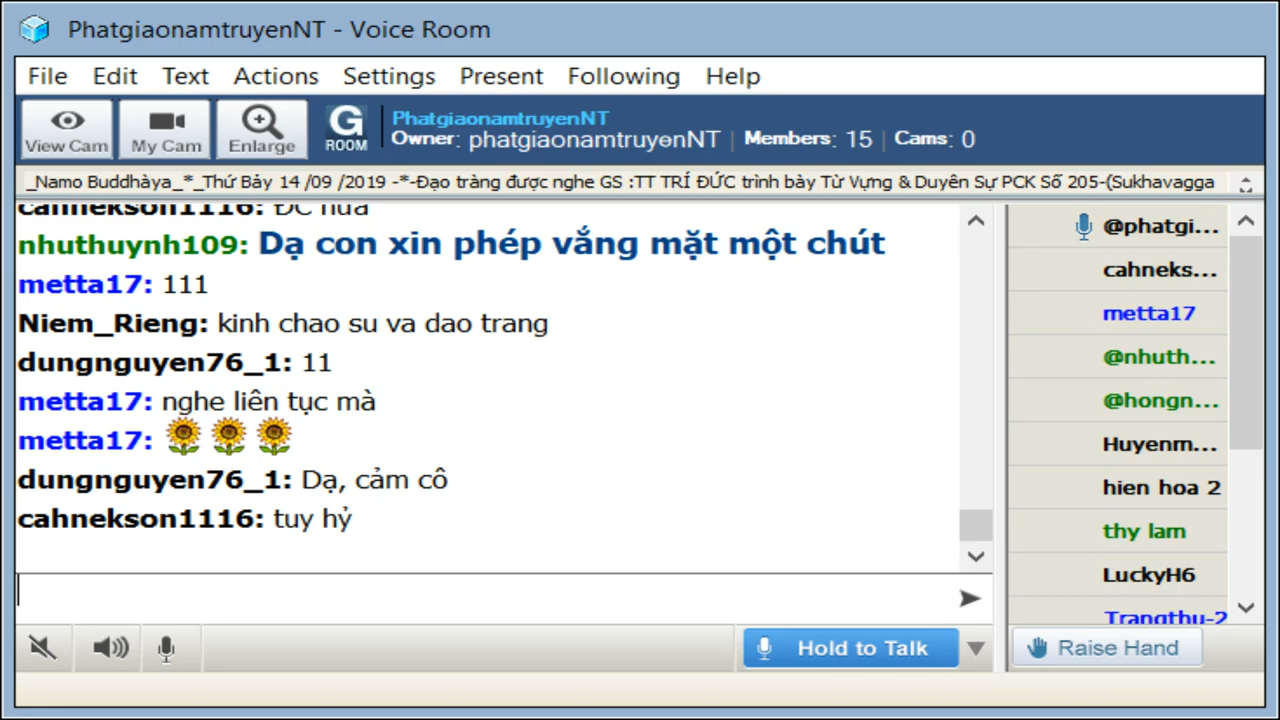 PhatgiaonamtruyenNT - Voice Room
File Edit Text Actions Settings Present Following Help
View Cam My Cam Enlarge G ROOM
PhatgiaonamtruyenNT
Owner: phatgiaonamtruyenNT | Members: 15 | Cams: 0
_Namo Buddhàya_*_Thứ Bảy 14 /09 /2019 -*-Đạo tràng được nghe GS :TT TRÍ ĐỨC trình bày Từ Vựng & Duyên Sự PCK Số 205-(Sukhavagga
cahnekson1116: ĐC nữa
nhuthuynh109: Dạ con xin phép vắng mặt một chút
metta17: 111
Niem_Rieng: kinh chao su va dao trang
dungnguyen76_1: 11
metta17: nghe liên tục mà
metta17:
dungnguyen76_1: Dạ, cảm cô
cahnekson1116: tuy hỷ
@phatgi...
cahneks...
metta17
@nhuth...
@hongn...
Huyenm...
hien hoa 2
thy lam
LuckyH6
Trangthu-2
Hold to Talk
Raise Hand